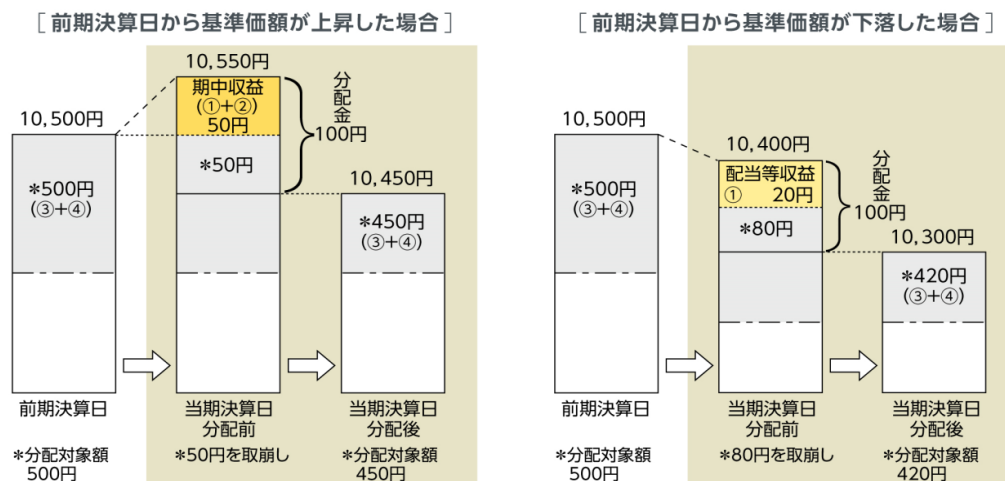 [前期決算日から基準価額が上昇した場合]
10,500円
*500円
(③+④)
10,550円
期中収益
(①+②)
50円
*50円
分配金
100円
10,450円
*450円
(③+④)
前期決算日
当期決算日
分配前
当期決算日
分配後
*分配対象額
500円
*50円を取崩し
*分配対象額
450円
[前期決算日から基準価額が下落した場合]
10,500円
*500円
(③+④)
10,400円
配当等収益
① 20円
*80円
分配金
100円
10,300円
*420円
(③+④)
前期決算日
当期決算日
分配前
当期決算日
分配後
*分配対象額
500円
*80円を取崩し
*分配対象額
420円